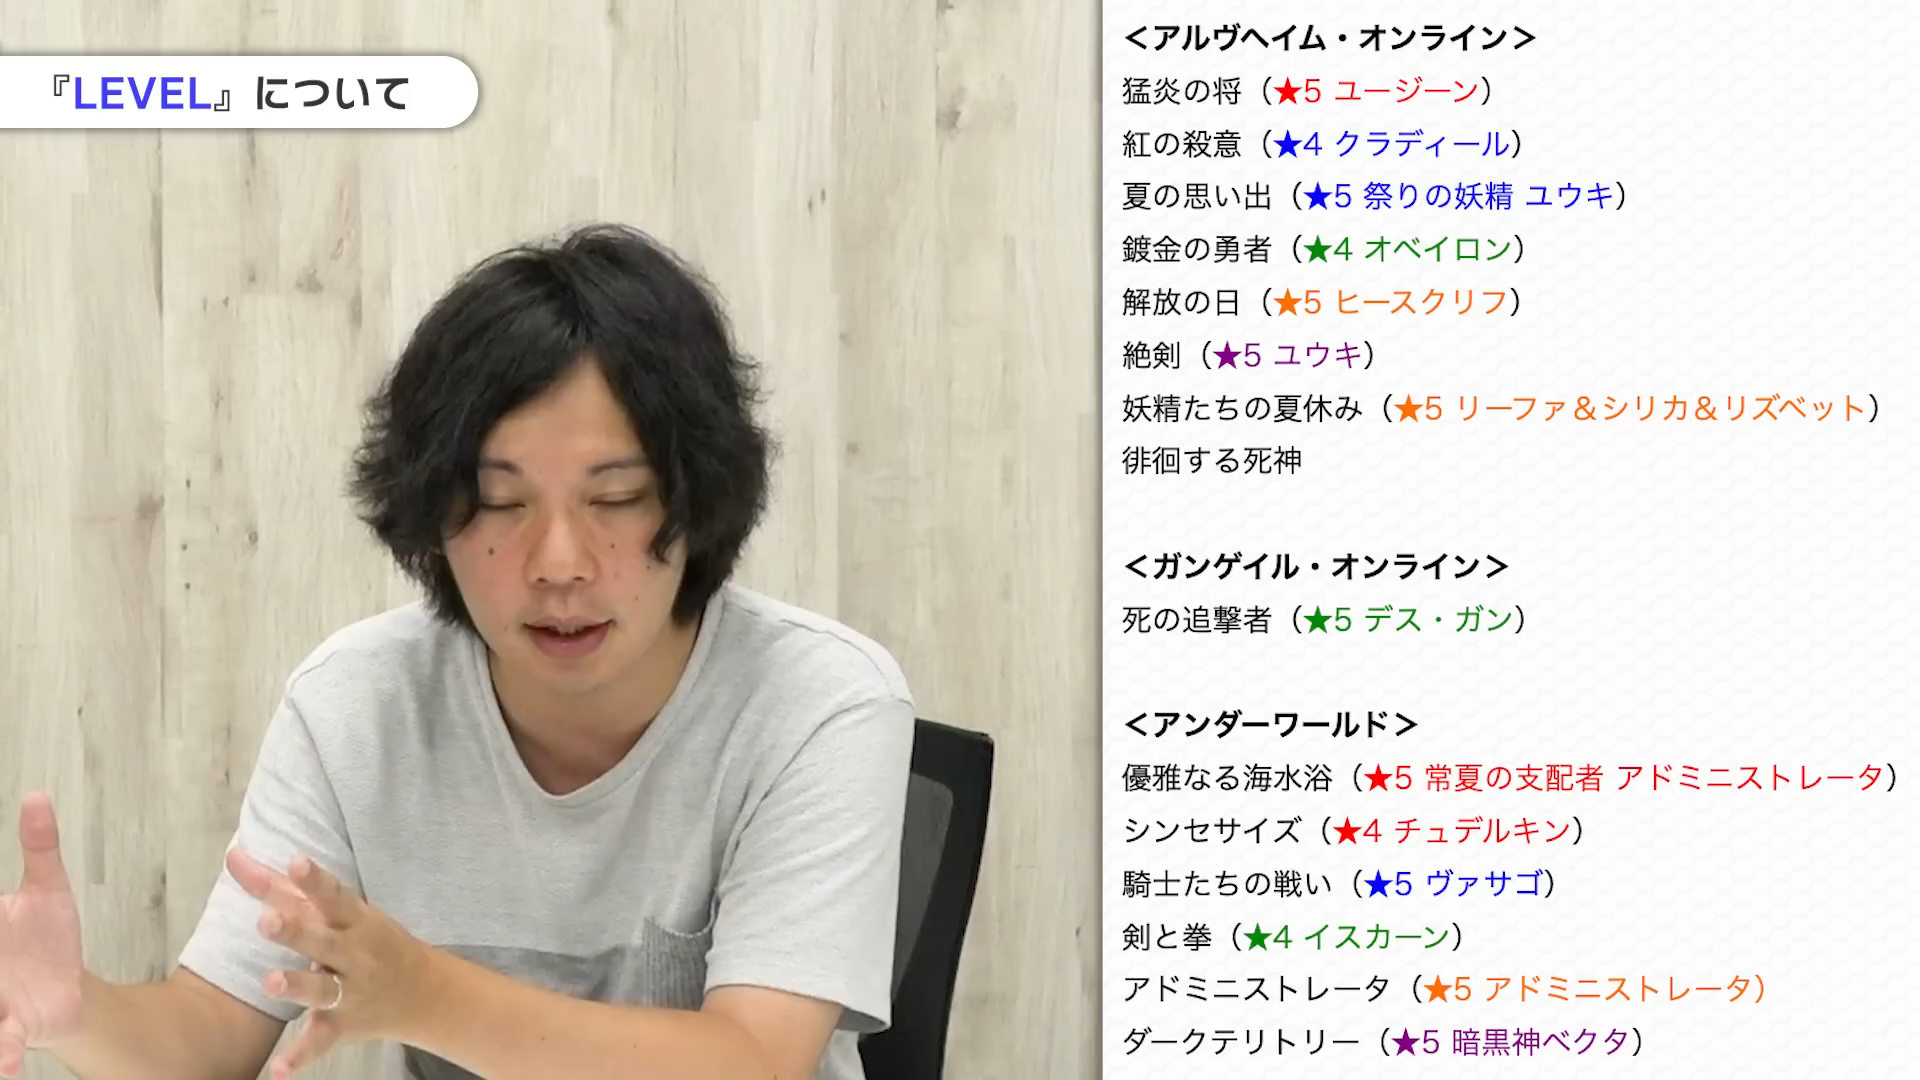 『LEVEL』について
＜アルヴヘイム・オンライン＞
猛炎の将（★5 ユージーン）
紅の殺意（★4 クラディール）
夏の思い出（★5 祭りの妖精 ユウキ）
鍍金の勇者（★4 オベイロン）
解放の日（★5 ヒースクリフ）
絶剣（★5 ユウキ）
妖精たちの夏休み（★5 リーファ＆シリカ＆リズベット）
徘徊する死神
＜ガンゲイル・オンライン＞
死の追撃者（★5 デス・ガン）
＜アンダーワールド＞
優雅なる海水浴（★5 常夏の支配者 アドミニストレータ）
シンセサイズ（★4 チュデルキン）
騎士たちの戦い（★5 ヴァサゴ）
剣と拳（★4 イスカーン）
アドミニストレータ（★5 アドミニストレータ）
ダークテリトリー（★5 暗黒神ベクタ）